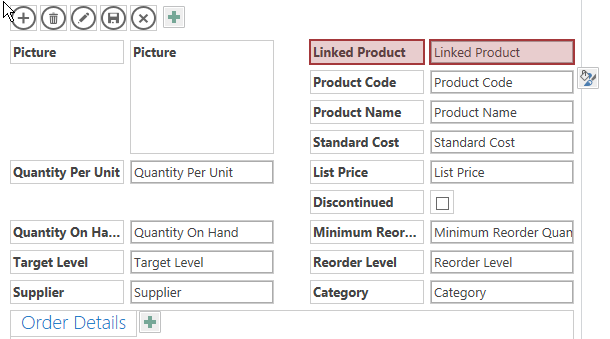 Picture Picture Linked Product Linked Product
Product Code Product Code
Product Name Product Name
Standard Cost Standard Cost
Quantity Per Unit Quantity Per Unit List Price List Price
Discontinued
Quantity On Ha... Quantity On Hand Minimum Reor... Minimum Reorder Quan
Target Level Target Level Reorder Level Reorder Level
Supplier Supplier Category Category
Order Details